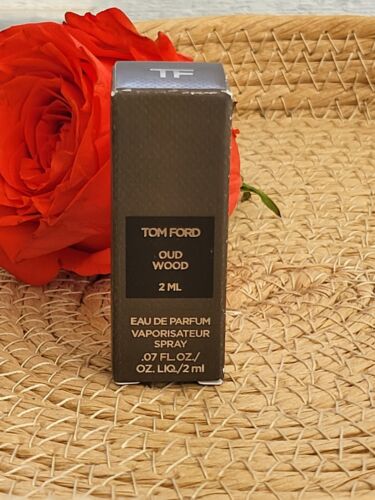 TF
TOM FORD
OUD
WOOD
2 ML
EAU DE PARFUM
VAPORISATEUR
SPRAY
.07 FL.OZ./
OZ. LIQ./2 ml